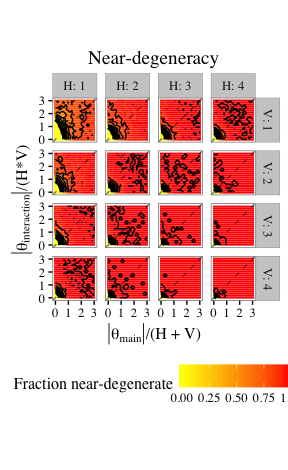 Near-degeneracy
H: 1 H: 2 H: 3 H: 4
3 2 1 0 V: 1
3 2 1 0 V: 2
3 2 1 0 V: 3
3 2 1 0 V: 4
|θinteraction|/(H*V)
0 1 2 3 0 1 2 3 0 1 2 3 0 1 2 3
|θmain|/(H + V)
Fraction near-degenerate
0.00 0.25 0.50 0.75